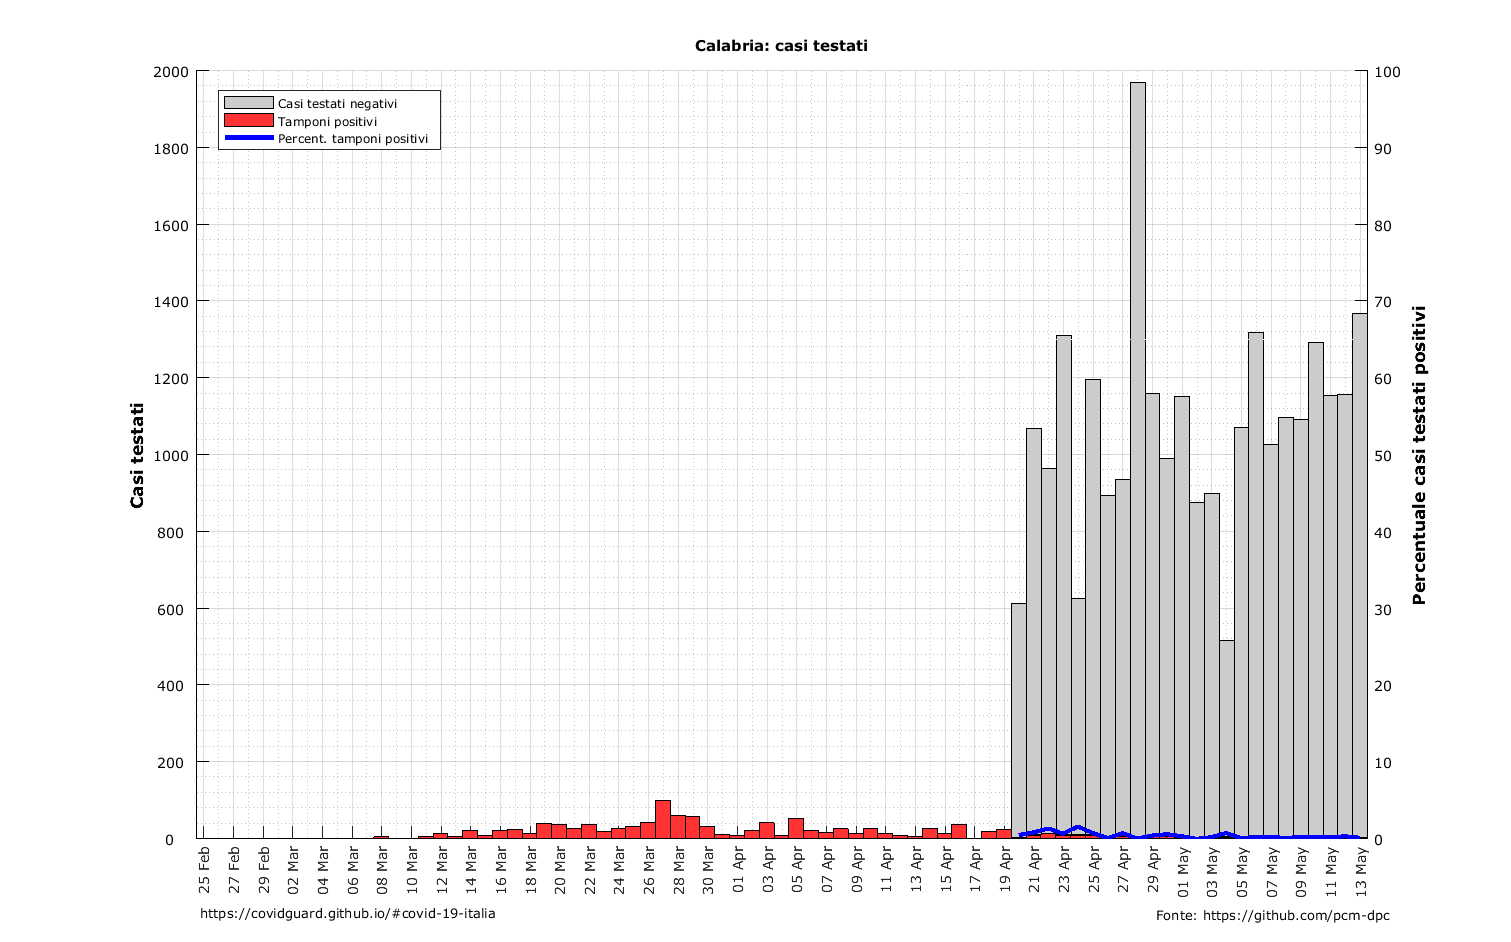 Calabria: casi testati
2000
1800
1600
1400
1200
1000
800
600
400
200
0
Casi testati
Casi testati negativi
Tamponi positivi
Percent. tamponi positivi
100
90
80
70
60
50
40
30
20
10
0
Percentuale casi testati positivi
25 Feb
27 Feb
29 Feb
02 Mar
04 Mar
06 Mar
08 Mar
10 Mar
12 Mar
14 Mar
16 Mar
18 Mar
20 Mar
22 Mar
24 Mar
26 Mar
28 Mar
30 Mar
01 Apr
03 Apr
05 Apr
07 Apr
09 Apr
11 Apr
13 Apr
15 Apr
17 Apr
19 Apr
21 Apr
23 Apr
25 Apr
27 Apr
29 Apr
01 May
03 May
05 May
07 May
09 May
11 May
13 May
https://covidguard.github.io/#covid-19-italia
Fonte: https://github.com/pcm-dpc